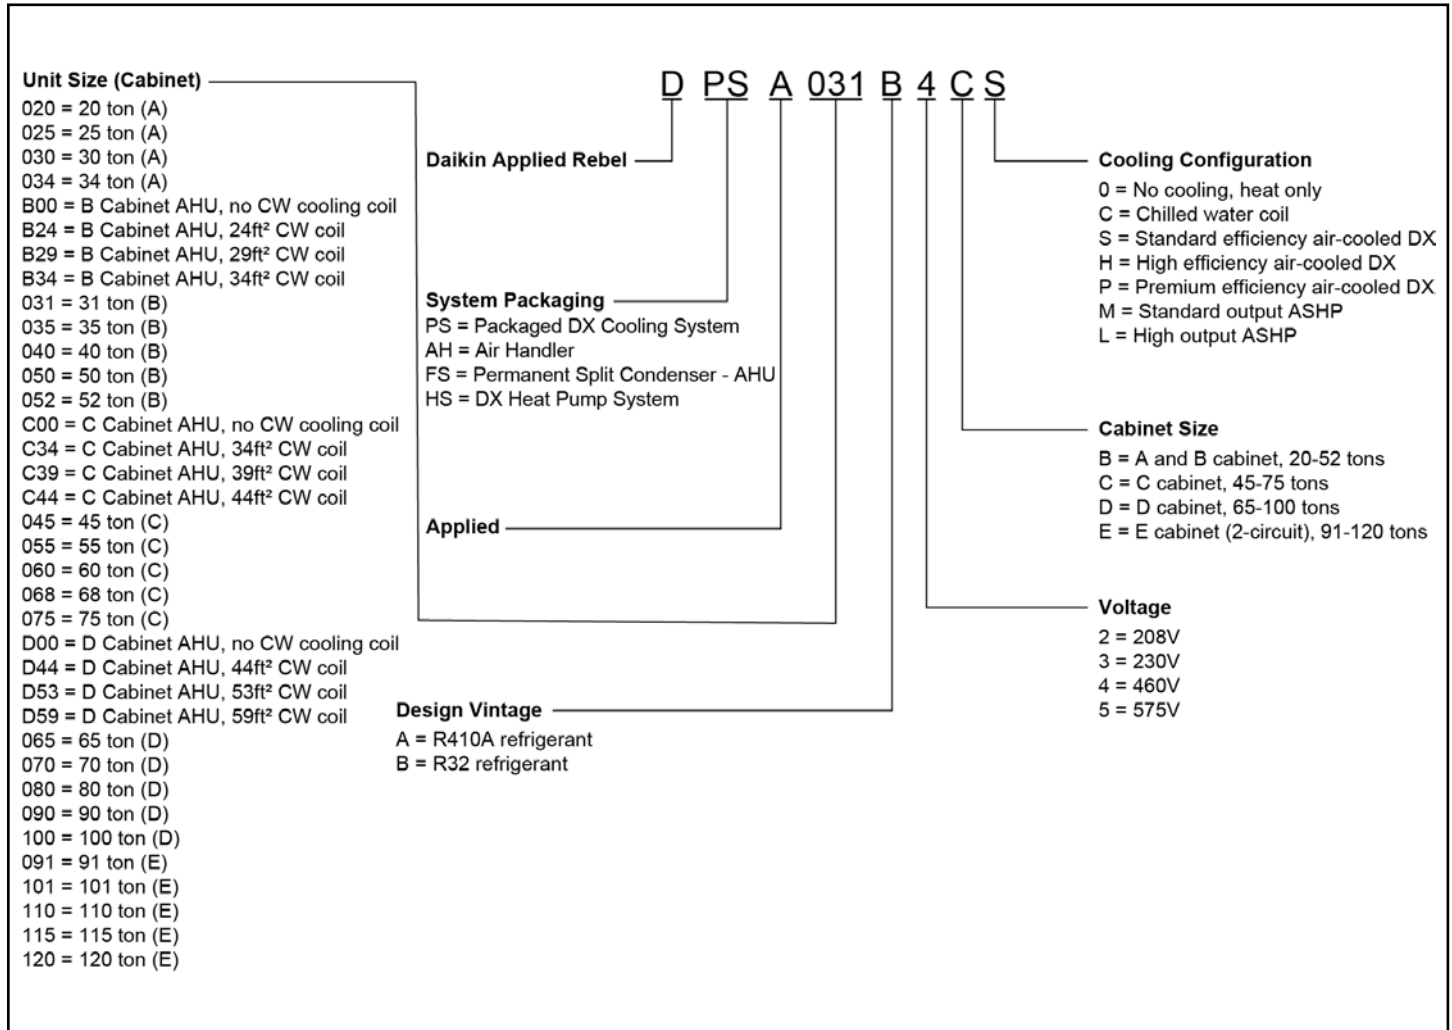 D PS A 031 B 4 C S
Unit Size (Cabinet)
020 = 20 ton (A)
025 = 25 ton (A)
030 = 30 ton (A)
034 = 34 ton (A)
B00 = B Cabinet AHU, no CW cooling coil
B24 = B Cabinet AHU, 24ft² CW coil
B29 = B Cabinet AHU, 29ft² CW coil
B34 = B Cabinet AHU, 34ft² CW coil
031 = 31 ton (B)
035 = 35 ton (B)
040 = 40 ton (B)
050 = 50 ton (B)
052 = 52 ton (B)
C00 = C Cabinet AHU, no CW cooling coil
C34 = C Cabinet AHU, 34ft² CW coil
C39 = C Cabinet AHU, 39ft² CW coil
C44 = C Cabinet AHU, 44ft² CW coil
045 = 45 ton (C)
055 = 55 ton (C)
060 = 60 ton (C)
068 = 68 ton (C)
075 = 75 ton (C)
D00 = D Cabinet AHU, no CW cooling coil
D44 = D Cabinet AHU, 44ft² CW coil
D53 = D Cabinet AHU, 53ft² CW coil
D59 = D Cabinet AHU, 59ft² CW coil
065 = 65 ton (D)
070 = 70 ton (D)
080 = 80 ton (D)
090 = 90 ton (D)
100 = 100 ton (D)
091 = 91 ton (E)
101 = 101 ton (E)
110 = 110 ton (E)
115 = 115 ton (E)
120 = 120 ton (E)
Daikin Applied Rebel
System Packaging
PS = Packaged DX Cooling System
AH = Air Handler
FS = Permanent Split Condenser - AHU
HS = DX Heat Pump System
Applied
Design Vintage
A = R410A refrigerant
B = R32 refrigerant
Cooling Configuration
0 = No cooling, heat only
C = Chilled water coil
S = Standard efficiency air-cooled DX
H = High efficiency air-cooled DX
P = Premium efficiency air-cooled DX
M = Standard output ASHP
L = High output ASHP
Cabinet Size
B = A and B cabinet, 20-52 tons
C = C cabinet, 45-75 tons
D = D cabinet, 65-100 tons
E = E cabinet (2-circuit), 91-120 tons
Voltage
2 = 208V
3 = 230V
4 = 460V
5 = 575V